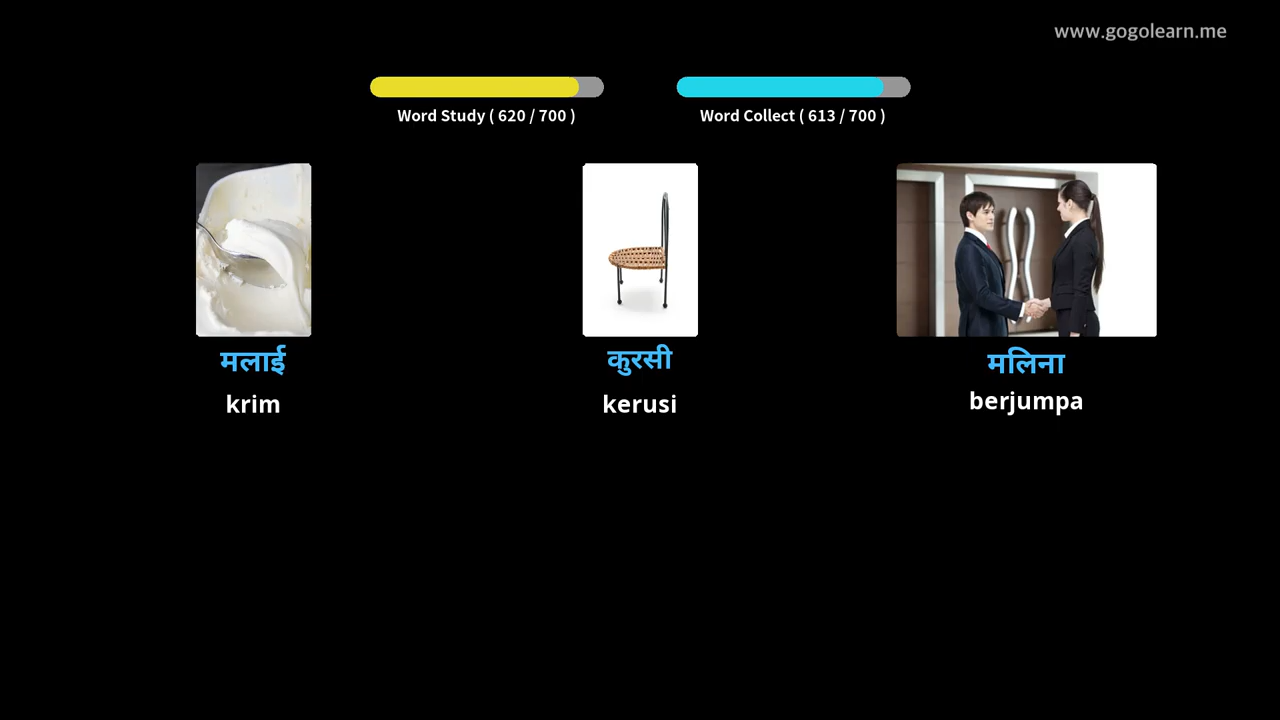 www.gogolearn.me
Word Study ( 620 / 700 )
Word Collect ( 613 / 700 )
मलाई
कुरसी
मलिना
krim
kerusi
berjumpa